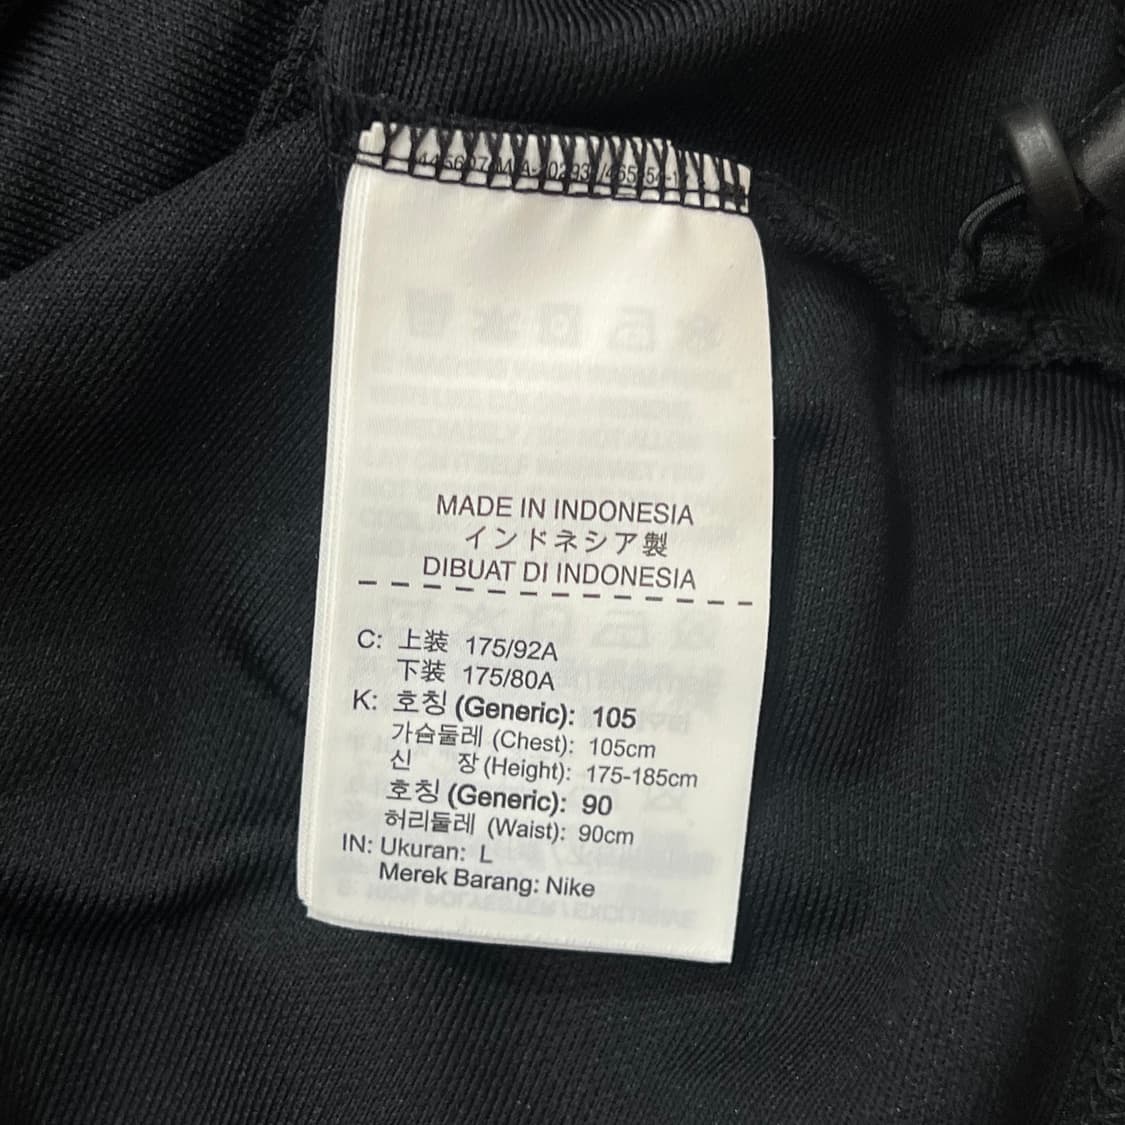 MADE IN INDONESIA
インドネシア製
DIBUAT DI INDONESIA
C: 上装 175/92A
下装 175/80A
K: 호칭 (Generic): 105
가슴둘레 (Chest): 105cm
신 장 (Height): 175-185cm
호칭 (Generic): 90
허리둘레 (Waist): 90cm
IN: Ukuran: L
Merek Barang: Nike